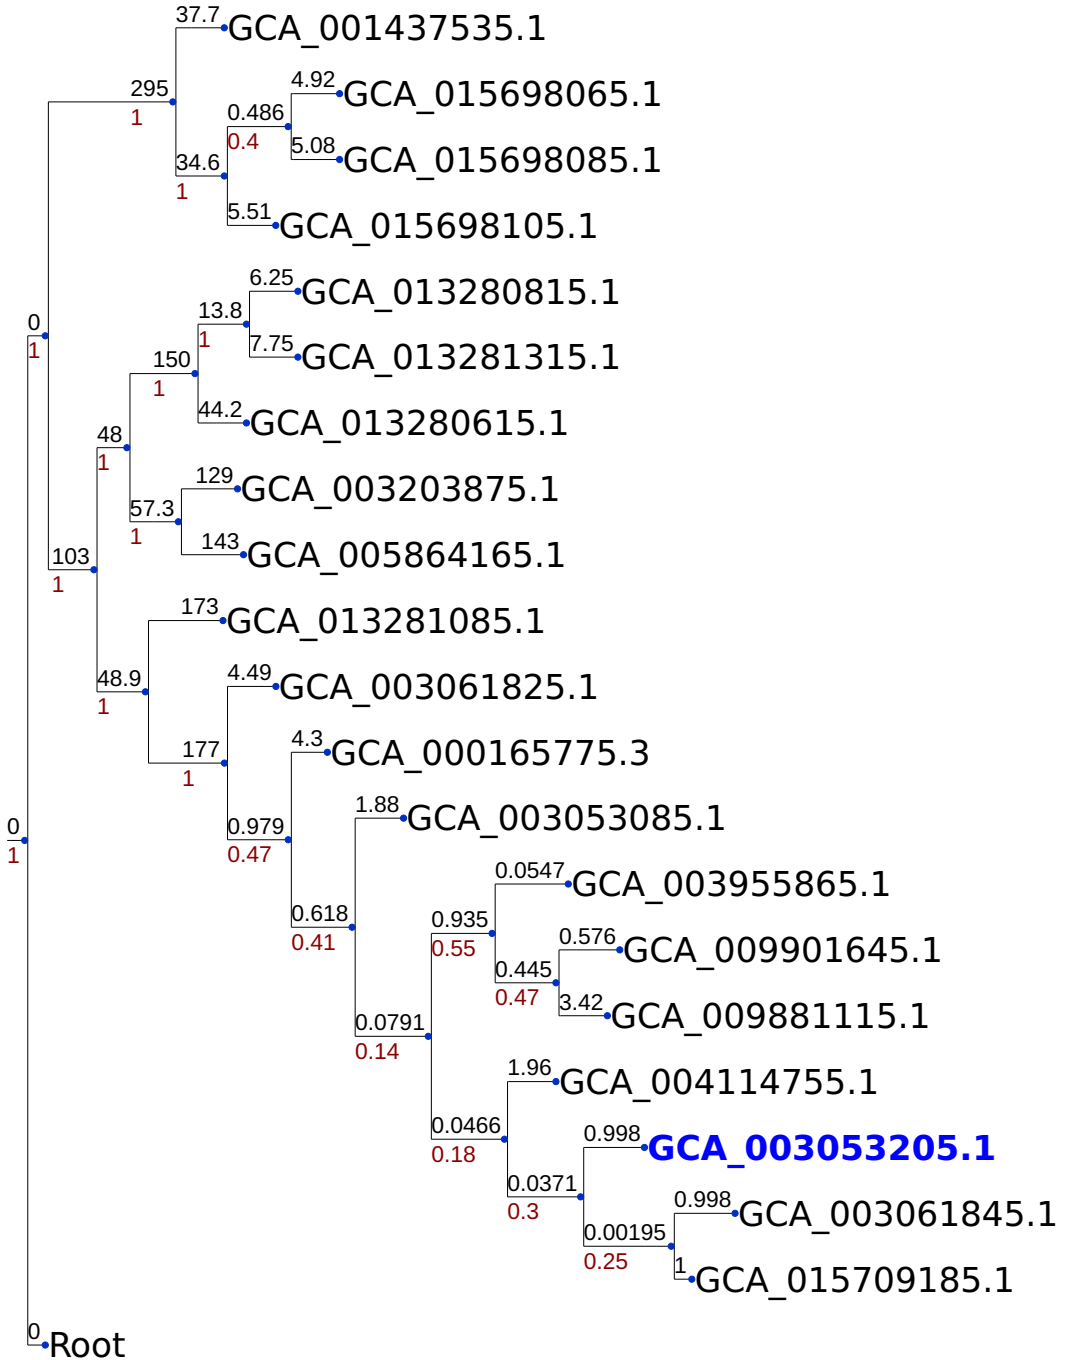 37.7 GCA_001437535.1
4.92 GCA_015698065.1
295
0.486
1
0.4
5.08 GCA_015698085.1
34.6
1
5.51 GCA_015698105.1
6.25 GCA_013280815.1
13.8
0
1
1
7.75 GCA_013281315.1
150
1
44.2 GCA_013280615.1
48
1
129 GCA_003203875.1
57.3
1
143 GCA_005864165.1
103
1
173 GCA_013281085.1
4.49 GCA_003061825.1
48.9
1
4.3 GCA_000165775.3
177
1
1.88 GCA_003053085.1
0
0.979
1
0.47
0.0547 GCA_003955865.1
0.618
0.935
0.41
0.55
0.576 GCA_009901645.1
0.445
0.47
3.42 GCA_009881115.1
0.0791
0.14
1.96 GCA_004114755.1
0.0466
0.18
0.998 GCA_003053205.1
0.0371
0.3
0.998 GCA_003061845.1
0.00195
0.25
1 GCA_015709185.1
0 Root